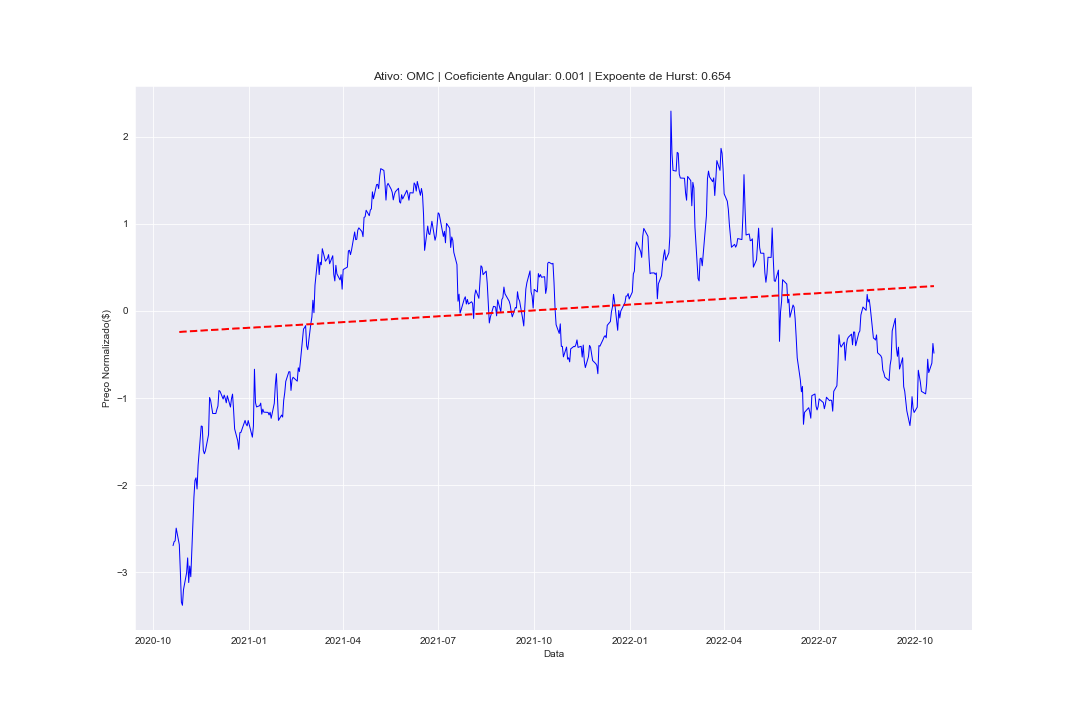 Ativo: OMC | Coeficiente Angular: 0.001 | Expoente de Hurst: 0.654
Preço Normalizado($)
2
1
0
−1
−2
−3
2020-10 2021-01 2021-04 2021-07 2021-10 2022-01 2022-04 2022-07 2022-10
Data